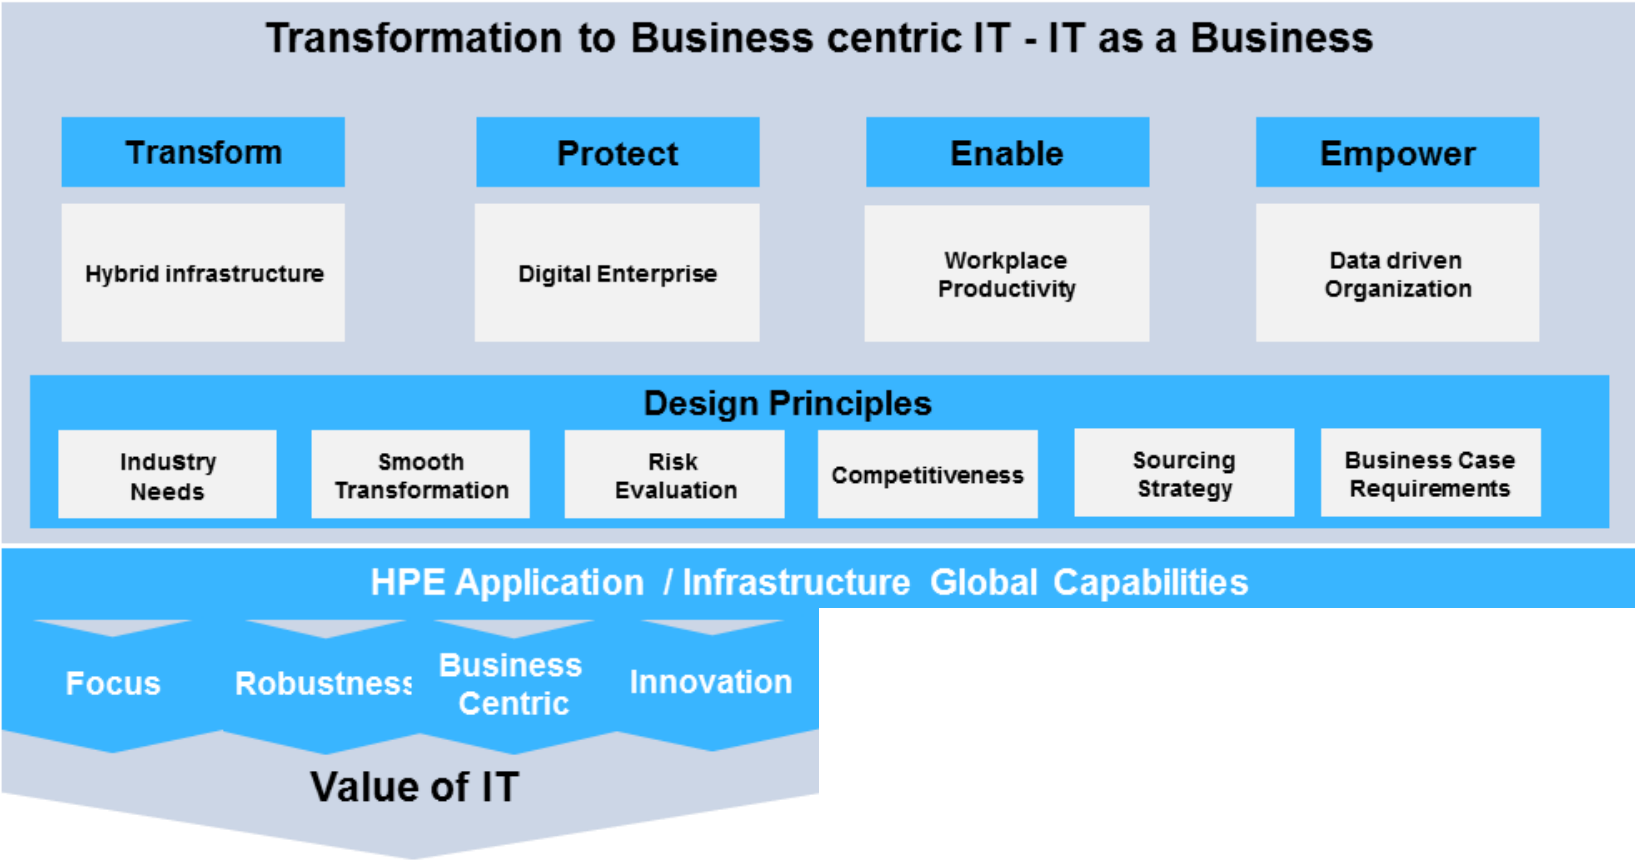 Transformation to Business centric IT - IT as a Business
Transform
Protect
Enable
Empower
Hybrid infrastructure
Digital Enterprise
Workplace
Productivity
Data driven
Organization
Design Principles
Industry
Needs
Smooth
Transformation
Risk
Evaluation
Competitiveness
Sourcing
Strategy
Business Case
Requirements
HPE Application / Infrastructure Global Capabilities
Focus
Robustness
Business
Centric
Innovation
Value of IT